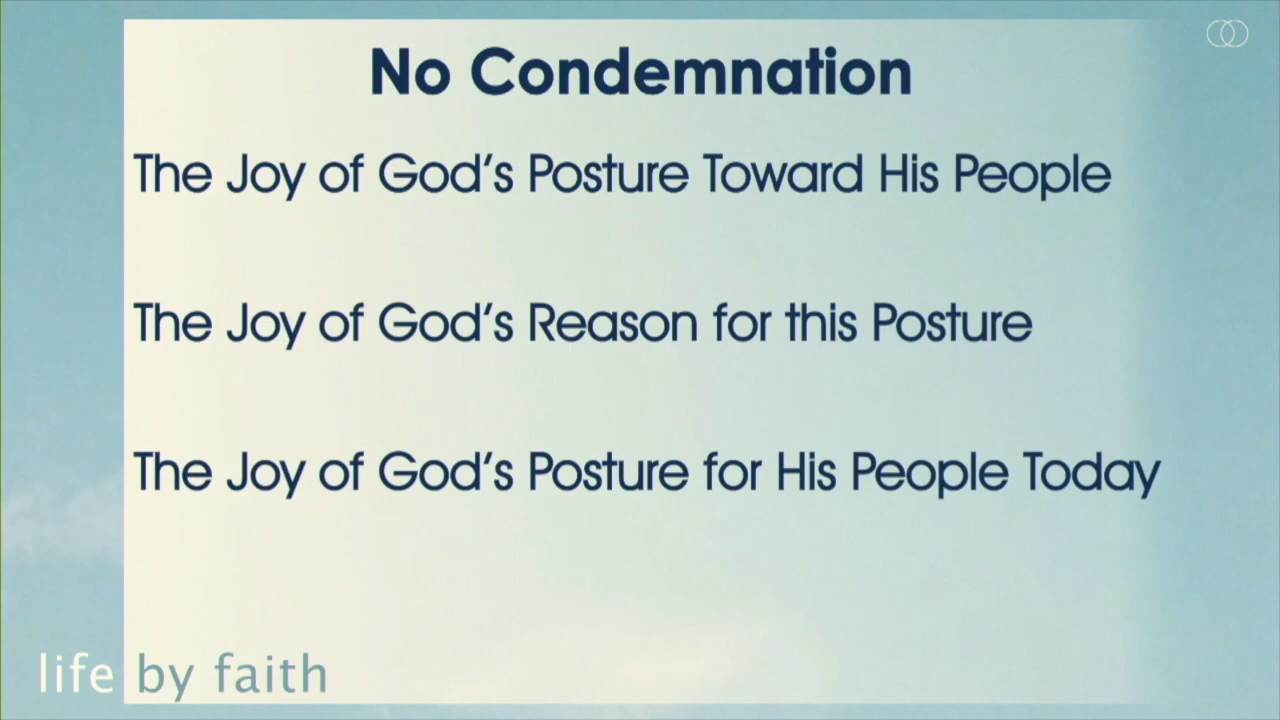 No Condemnation
The Joy of God's Posture Toward His People
The Joy of God's Reason for this Posture
The Joy of God's Posture for His People Today
life by faith